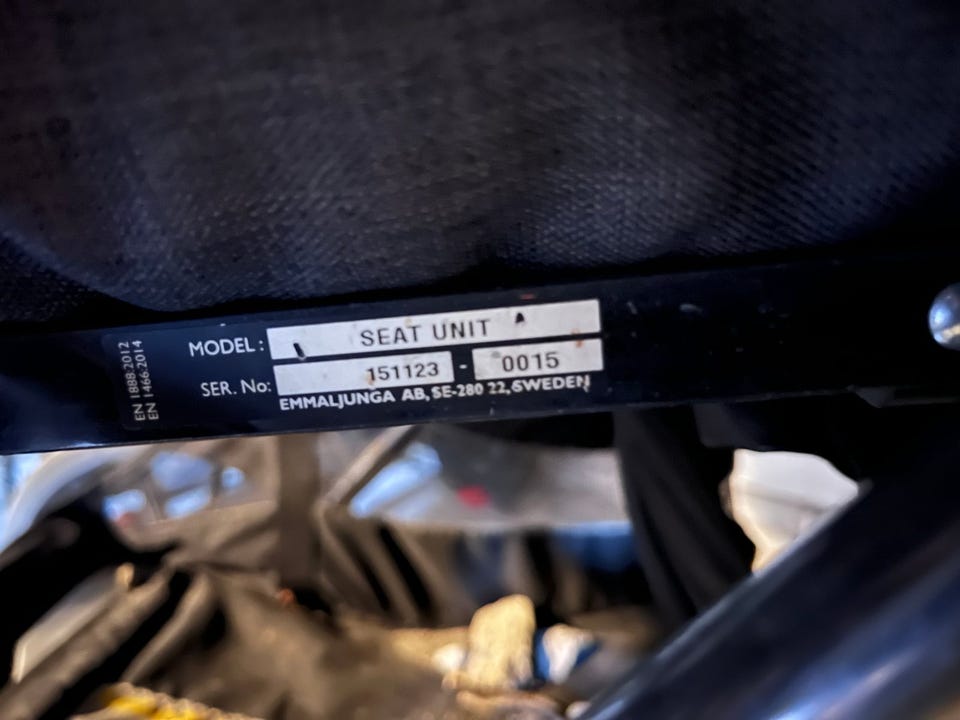 EN 1888:2012
EN 1466:2014
MODEL: SEAT UNIT
SER. No: 151123 - 0015
EMMALJUNGA AB, SE-280 22, SWEDEN